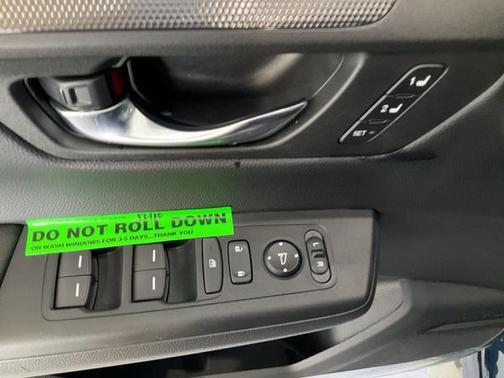 1
2
SET
DO NOT ROLL DOWN
OR WASH WINDOWS FOR 3-5 DAYS...THANK YOU
L
R